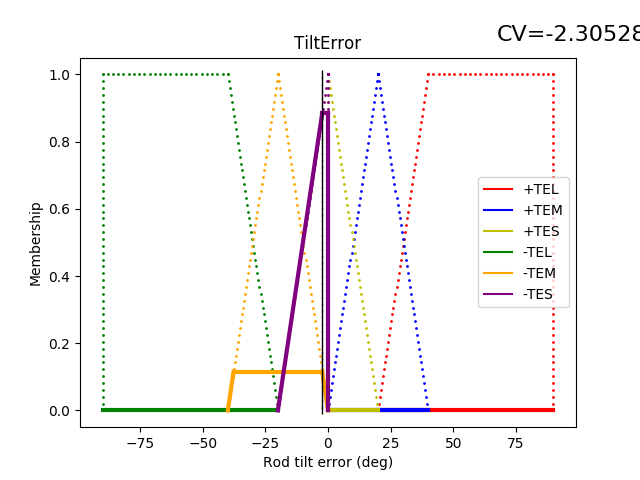 CV=-2.30528
TiltError
1.0
0.8
0.6
0.4
0.2
0.0
Membership
+TEL
+TEM
+TES
-TEL
-TEM
-TES
−75 −50 −25 0 25 50 75
Rod tilt error (deg)